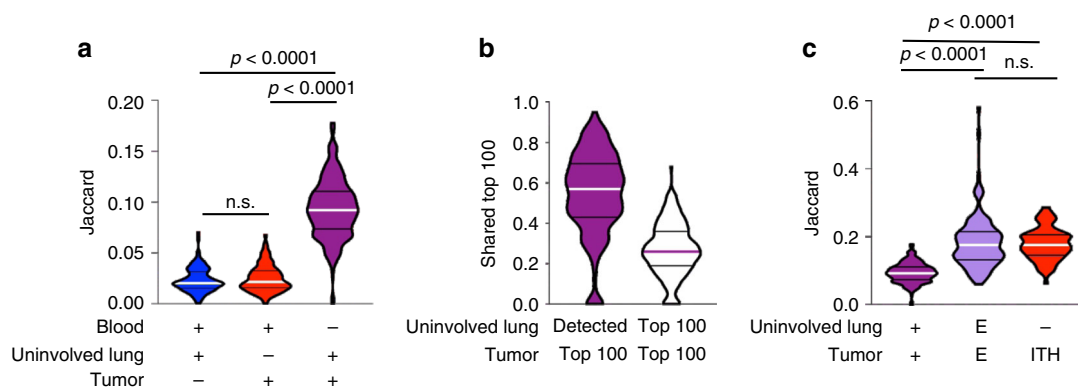 a
p < 0.0001
p < 0.0001
n.s.
Jaccard
0.20
0.15
0.10
0.05
0.00
Blood + + –
Uninvolved lung + – +
Tumor – + +
b
Shared top 100
1.0
0.8
0.6
0.4
0.2
0.0
Uninvolved lung Detected Top 100
Tumor Top 100 Top 100
c
p < 0.0001
p < 0.0001
n.s.
Jaccard
0.6
0.4
0.2
0.0
Uninvolved lung + E –
Tumor + E ITH